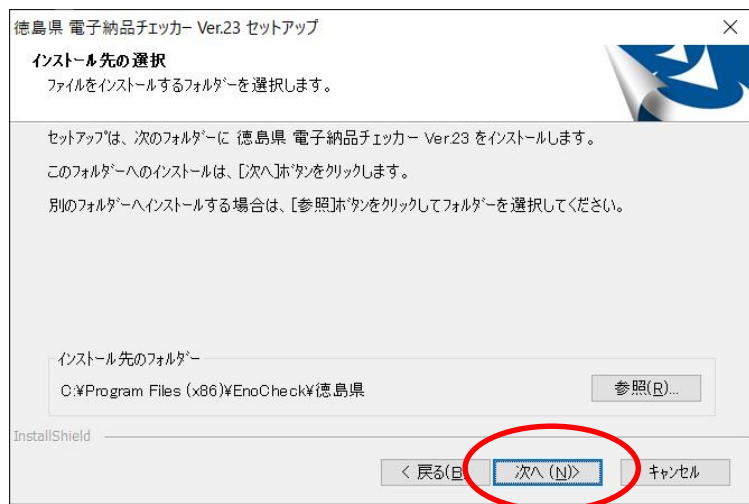 徳島県 電子納品チェッカー Ver.23 セットアップ
インストール先の選択
ファイルをインストールするフォルダーを選択します。
セットアップは、次のフォルダーに 徳島県 電子納品チェッカー Ver.23 をインストールします。
このフォルダーへのインストールは、[次へ]ボタンをクリックします。
別のフォルダーへインストールする場合は、[参照]ボタンをクリックしてフォルダーを選択してください。
インストール先のフォルダー
C:¥Program Files (x86)¥EnoCheck¥徳島県
参照(R)...
InstallShield
< 戻る(B
次へ (N)>
キャンセル